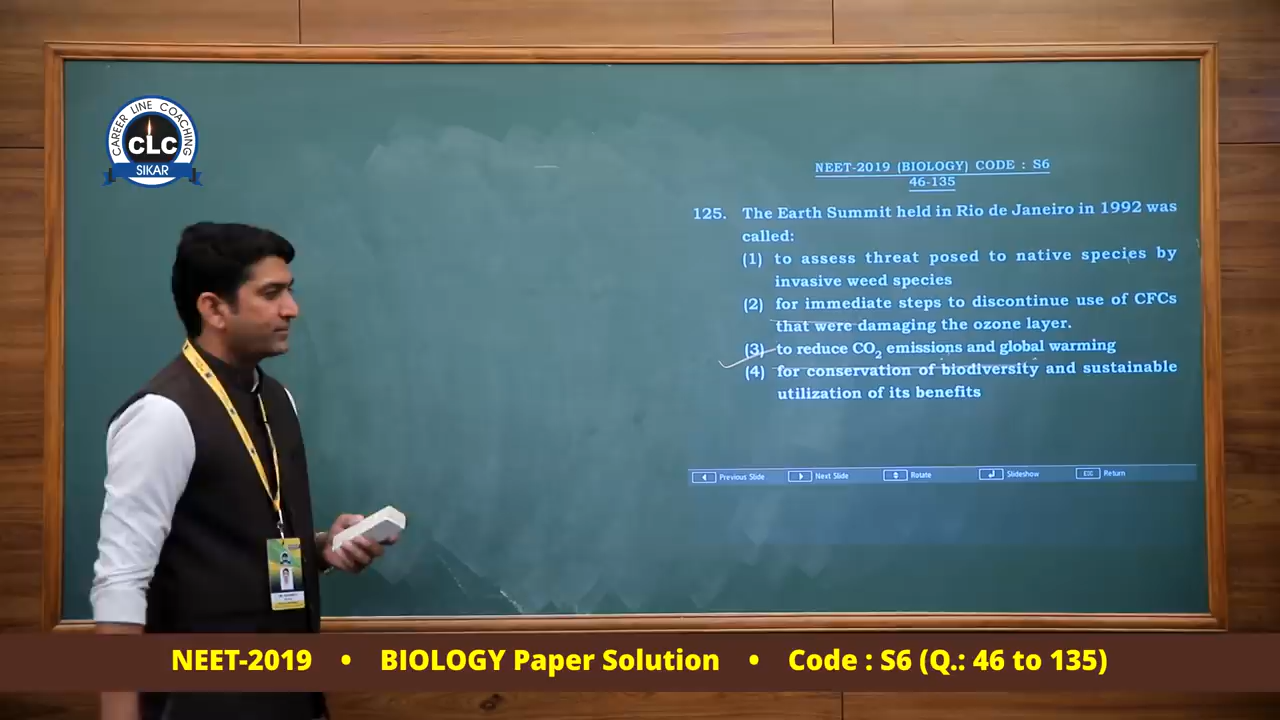 CAREER LINE COACHING
CLC
SIKAR
NEET-2019 (BIOLOGY) CODE : S6
46-135
125. The Earth Summit held in Rio de Janeiro in 1992 was
called:
(1) to assess threat posed to native species by
invasive weed species
(2) for immediate steps to discontinue use of CFCs
that were damaging the ozone layer.
(3) to reduce CO2 emissions and global warming
(4) for conservation of biodiversity and sustainable
utilization of its benefits
Previous Slide Next Slide Rotate Slideshow ESC Return
NEET-2019 • BIOLOGY Paper Solution • Code : S6 (Q.: 46 to 135)